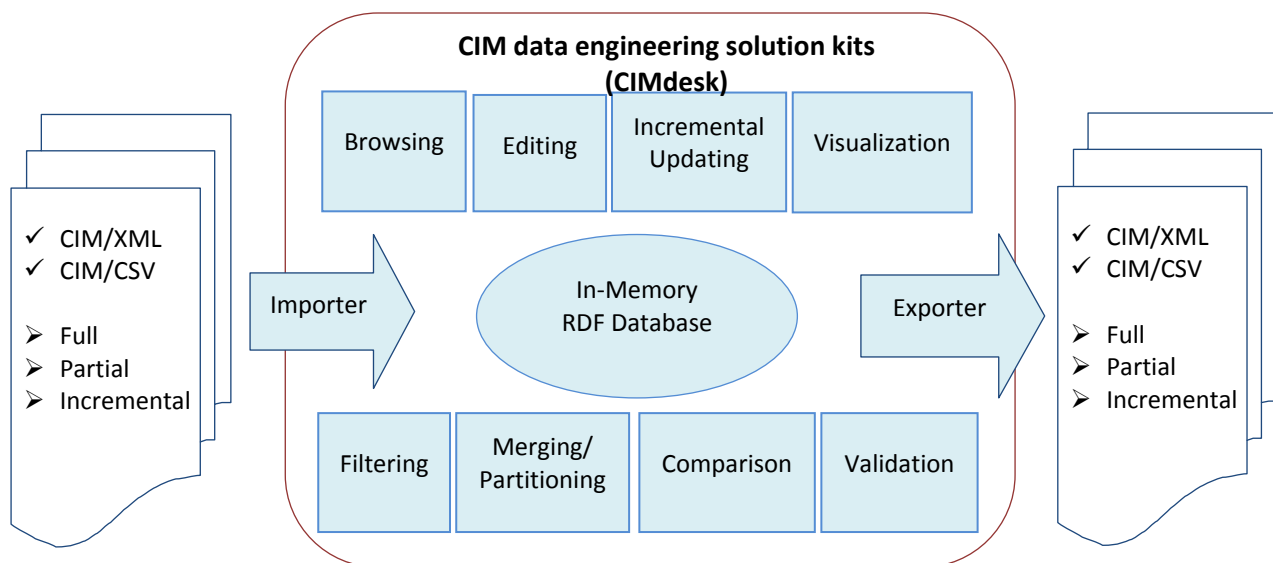 CIM data engineering solution kits
(CIMdesk)
Browsing
Editing
Incremental
Updating
Visualization
✓ CIM/XML
✓ CIM/CSV
➢ Full
➢ Partial
➢ Incremental
Importer
In-Memory
RDF Database
Exporter
✓ CIM/XML
✓ CIM/CSV
➢ Full
➢ Partial
➢ Incremental
Filtering
Merging/
Partitioning
Comparison
Validation